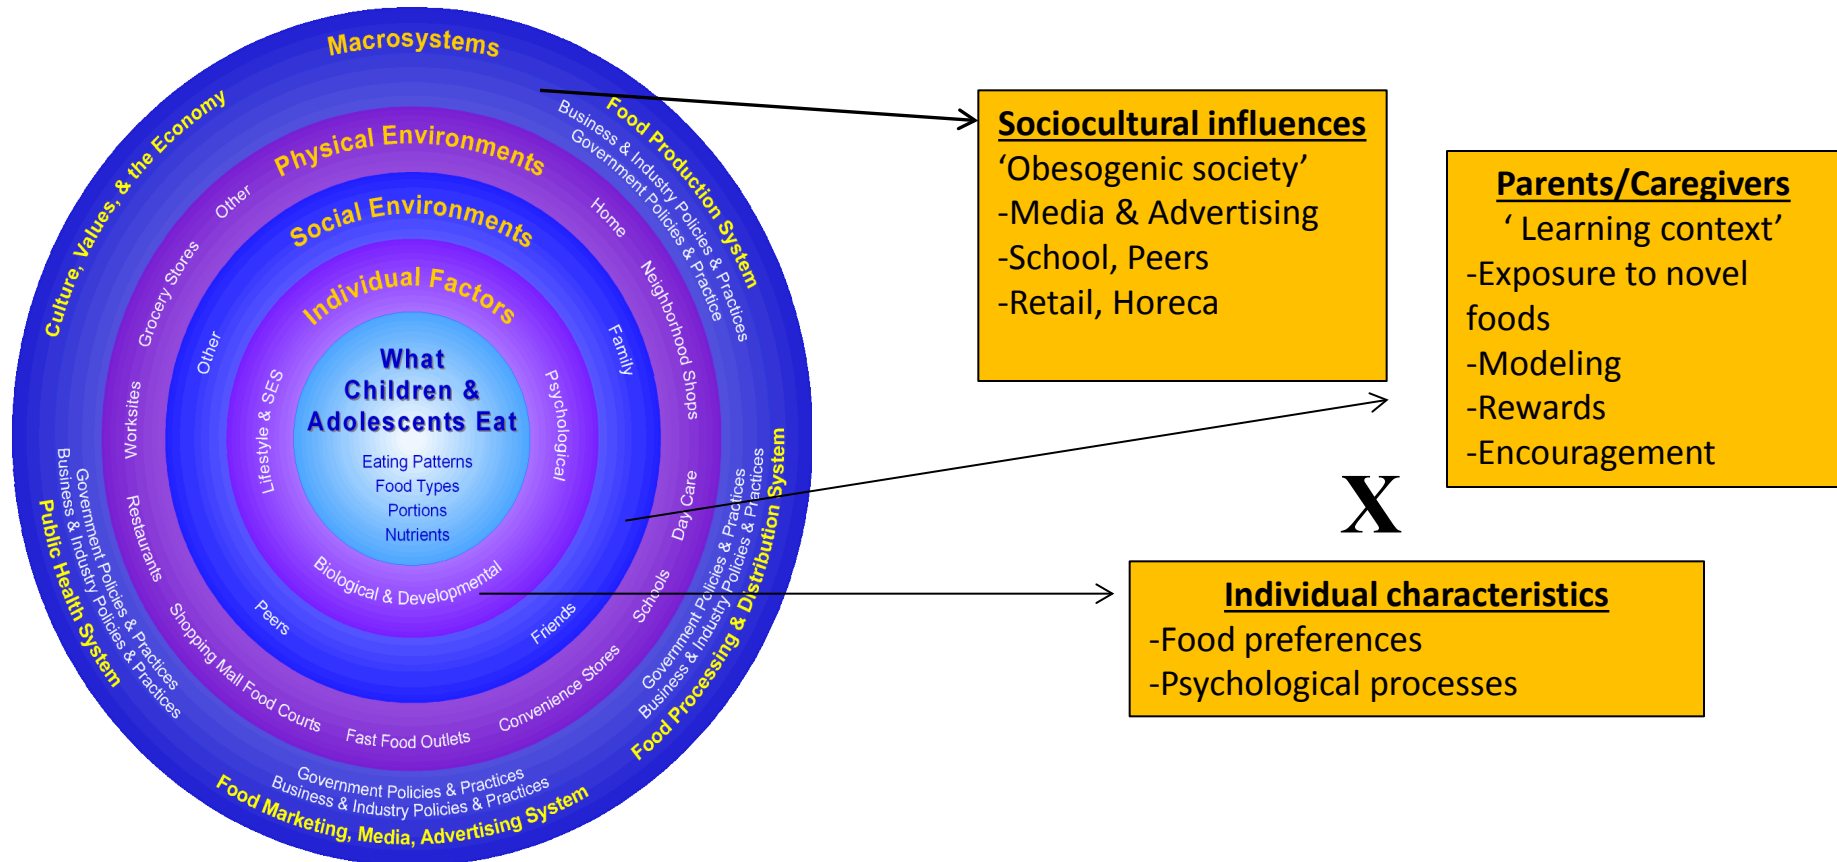 Macrosystems
Culture, Values, & the Economy
Food Production System
Business & Industry Policies & Practices
Government Policies & Practice
Physical Environments
Other
Home
Grocery Stores
Neighborhood Shops
Worksites
Day Care
Restaurants
Schools
Shopping Mall Food Courts
Convenience Stores
Fast Food Outlets
Social Environments
Other
Family
Peers
Friends
Individual Factors
Lifestyle & SES
Psychological
Biological & Developmental
What
Children &
Adolescents Eat
Eating Patterns
Food Types
Portions
Nutrients
Government Policies & Practices
Business & Industry Policies & Practices
Public Health System
Government Policies & Practices
Business & Industry Policies & Practices
Food Processing & Distribution System
Government Policies & Practices
Business & Industry Policies & Practices
Food Marketing, Media, Advertising System
Sociocultural influences
‘Obesogenic society’
-Media & Advertising
-School, Peers
-Retail, Horeca
Parents/Caregivers
‘ Learning context’
-Exposure to novel
foods
-Modeling
-Rewards
-Encouragement
X
Individual characteristics
-Food preferences
-Psychological processes